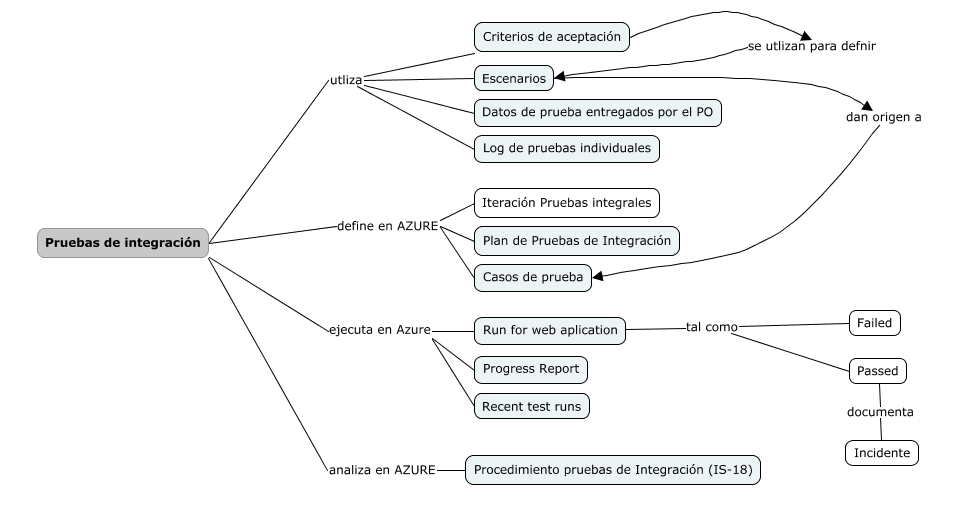 Criterios de aceptación
se utlizan para defnir
utliza
Escenarios
Datos de prueba entregados por el PO
dan origen a
Log de pruebas individuales
Iteración Pruebas integrales
define en AZURE
Pruebas de integración
Plan de Pruebas de Integración
Casos de prueba
ejecuta en Azure
Run for web aplication
tal como
Failed
Progress Report
Passed
Recent test runs
documenta
Incidente
analiza en AZURE
Procedimiento pruebas de Integración (IS-18)